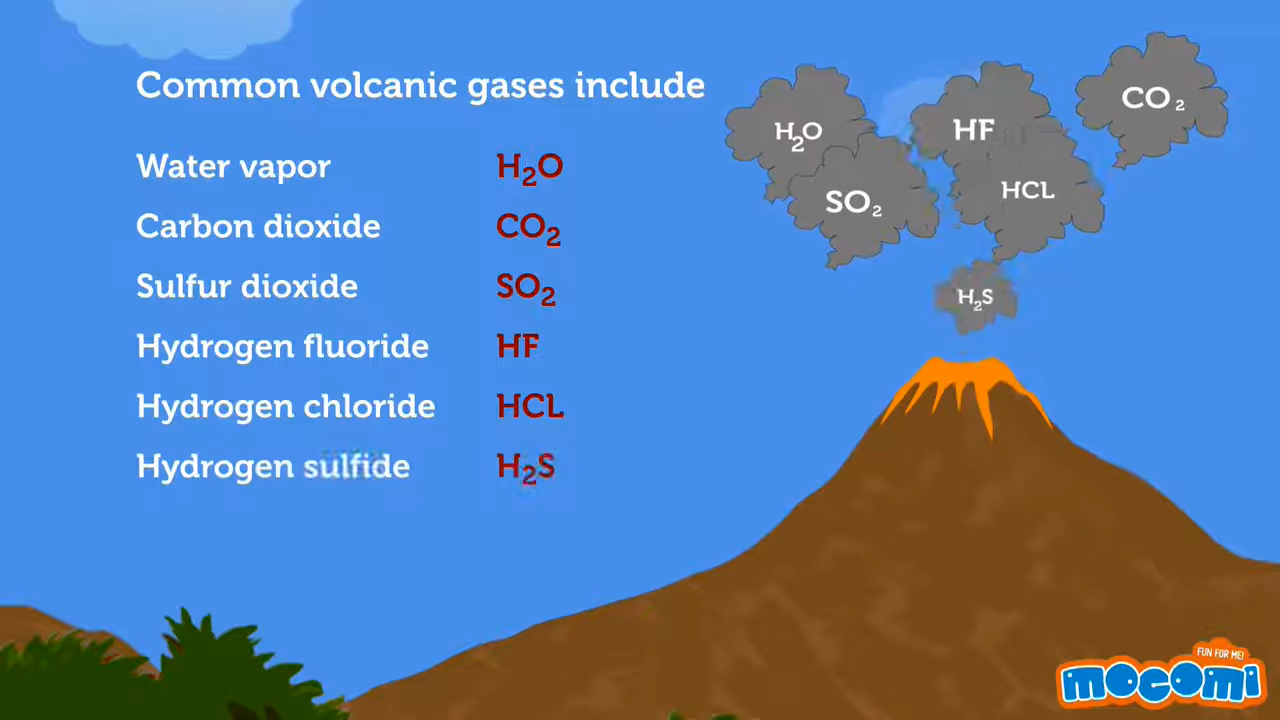 Common volcanic gases include
Water vapor H₂O
Carbon dioxide CO₂
Sulfur dioxide SO₂
Hydrogen fluoride HF
Hydrogen chloride HCL
Hydrogen sulfide H₂S
H₂O
HF
CO₂
SO₂
HCL
H₂S
FUN FOR ME!
mocomi